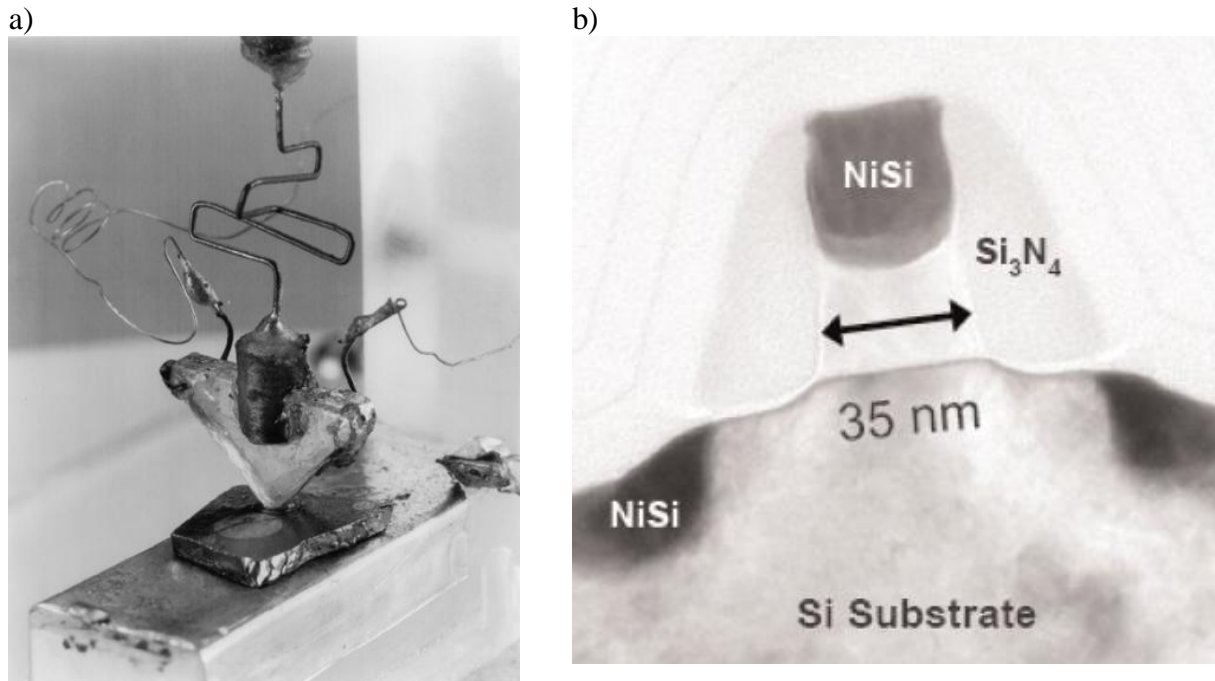 a)
b)
NiSi
Si₃N₄
35 nm
NiSi
Si Substrate